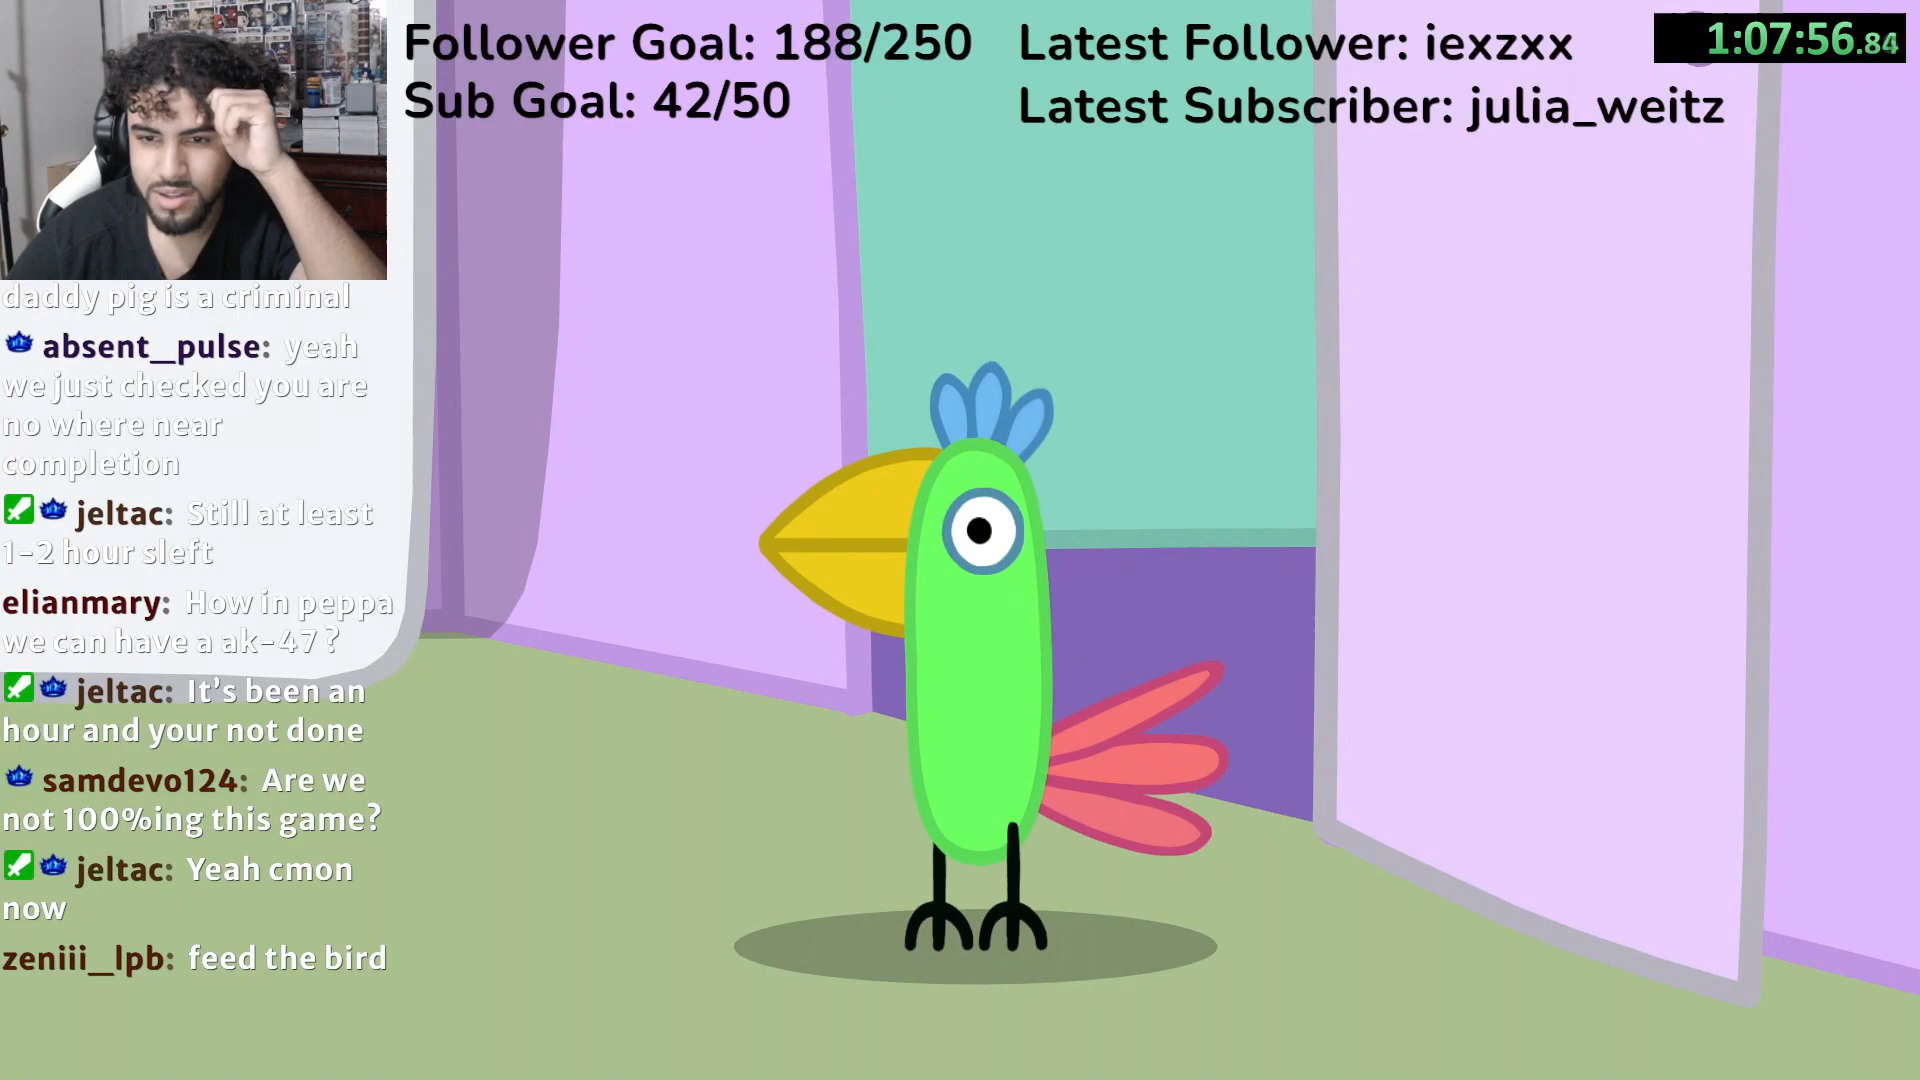 Follower Goal: 188/250
Sub Goal: 42/50
Latest Follower: iexzxx
Latest Subscriber: julia_weitz
1:07:56.84
daddy pig is a criminal
absent_pulse: yeah
we just checked you are
no where near
completion
jeltac: Still at least
1-2 hour sleft
elianmary: How in peppa
we can have a ak-47 ?
jeltac: It's been an
hour and your not done
samdevo124: Are we
not 100%ing this game?
jeltac: Yeah cmon
now
zeniii_lpb: feed the bird